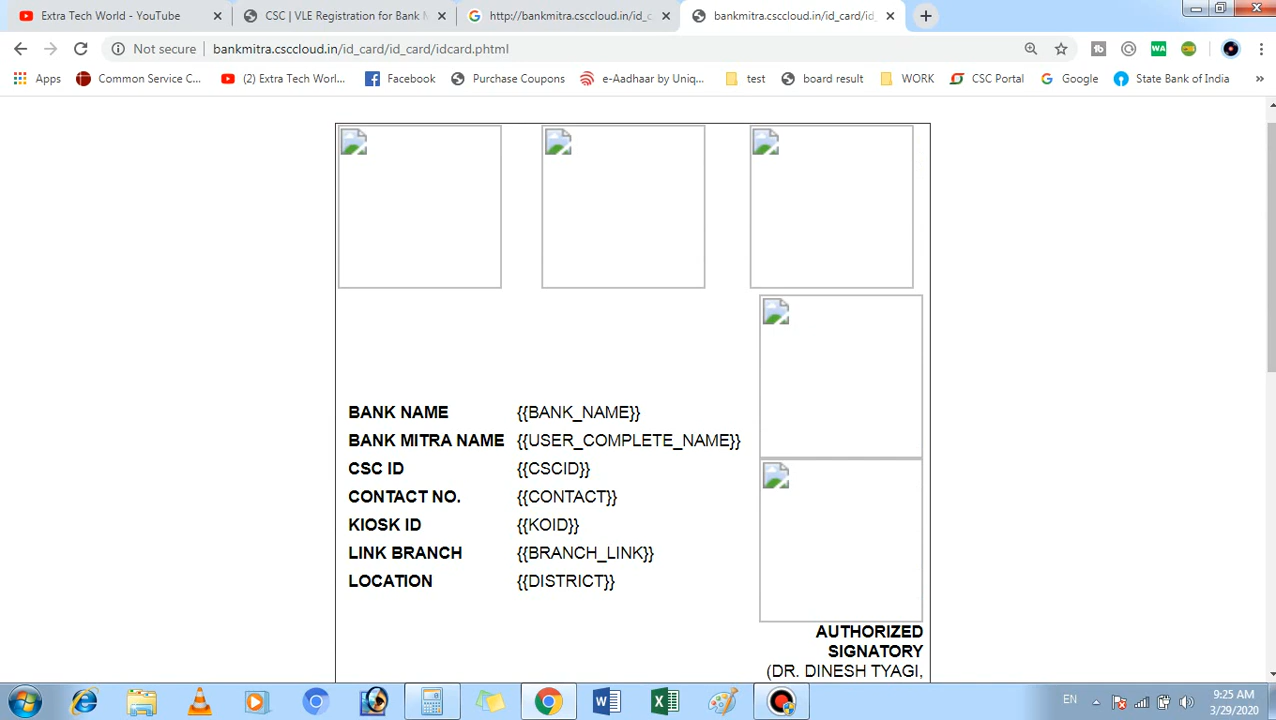 Extra Tech World - YouTube
CSC | VLE Registration for Bank M
http://bankmitra.csccloud.in/id_c
bankmitra.csccloud.in/id_card/id
Not secure
bankmitra.csccloud.in/id_card/id_card/idcard.phtml
Apps
Common Service C...
(2) Extra Tech Worl...
Facebook
Purchase Coupons
e-Aadhaar by Uniq...
test
board result
WORK
CSC Portal
Google
State Bank of India
»
BANK NAME {{BANK_NAME}}
BANK MITRA NAME {{USER_COMPLETE_NAME}}
CSC ID {{CSCID}}
CONTACT NO. {{CONTACT}}
KIOSK ID {{KOID}}
LINK BRANCH {{BRANCH_LINK}}
LOCATION {{DISTRICT}}
AUTHORIZED
SIGNATORY
(DR. DINESH TYAGI,
EN
9:25 AM
3/29/2020